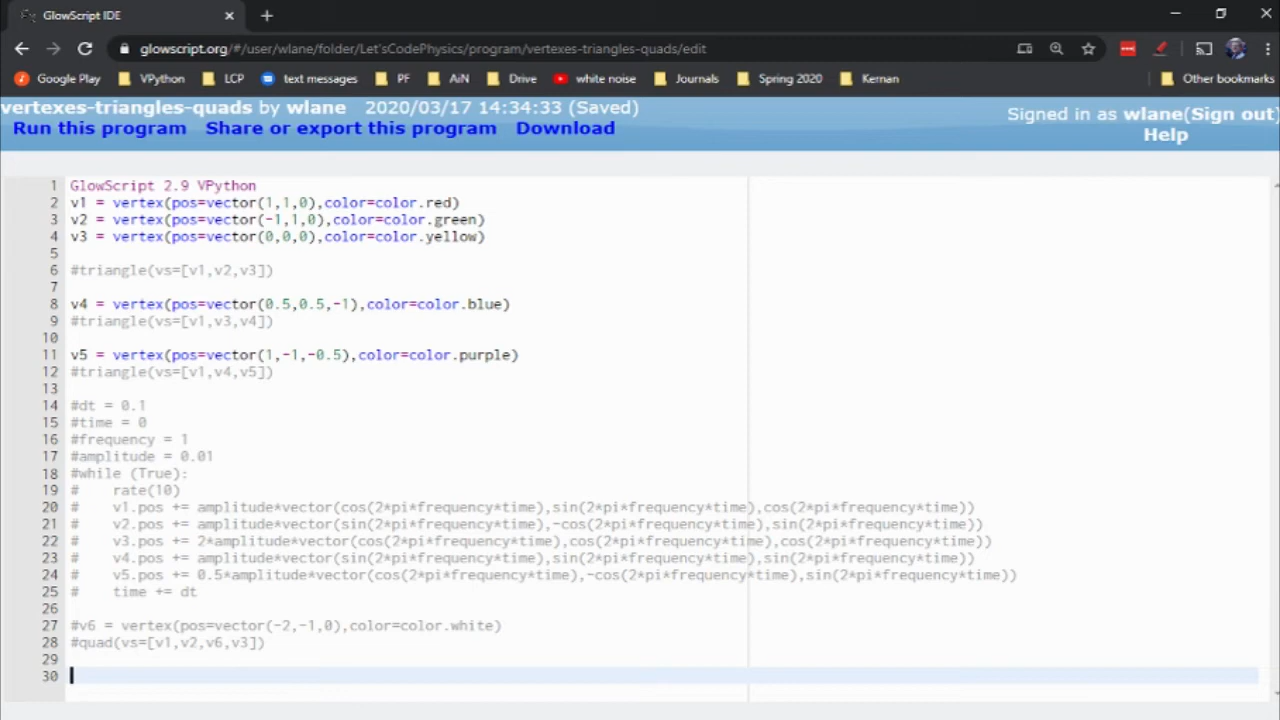 GlowScript IDE
glowscript.org/#/user/wlane/folder/Let'sCodePhysics/program/vertexes-triangles-quads/edit
Google Play VPython LCP text messages PF AiN Drive white noise Journals Spring 2020 Kernan Other bookmarks
vertexes-triangles-quads by wlane 2020/03/17 14:34:33 (Saved)
Signed in as wlane(Sign out)
Run this program Share or export this program Download
Help
1 GlowScript 2.9 VPython
2 v1 = vertex(pos=vector(1,1,0),color=color.red)
3 v2 = vertex(pos=vector(-1,1,0),color=color.green)
4 v3 = vertex(pos=vector(0,0,0),color=color.yellow)
5
6 #triangle(vs=[v1,v2,v3])
7
8 v4 = vertex(pos=vector(0.5,0.5,-1),color=color.blue)
9 #triangle(vs=[v1,v3,v4])
10
11 v5 = vertex(pos=vector(1,-1,-0.5),color=color.purple)
12 #triangle(vs=[v1,v4,v5])
13
14 #dt = 0.1
15 #time = 0
16 #frequency = 1
17 #amplitude = 0.01
18 #while (True):
19 #    rate(10)
20 #    v1.pos += amplitude*vector(cos(2*pi*frequency*time),sin(2*pi*frequency*time),cos(2*pi*frequency*time))
21 #    v2.pos += amplitude*vector(sin(2*pi*frequency*time),-cos(2*pi*frequency*time),sin(2*pi*frequency*time))
22 #    v3.pos += 2*amplitude*vector(cos(2*pi*frequency*time),cos(2*pi*frequency*time),cos(2*pi*frequency*time))
23 #    v4.pos += amplitude*vector(sin(2*pi*frequency*time),sin(2*pi*frequency*time),sin(2*pi*frequency*time))
24 #    v5.pos += 0.5*amplitude*vector(cos(2*pi*frequency*time),-cos(2*pi*frequency*time),sin(2*pi*frequency*time))
25 #    time += dt
26
27 #v6 = vertex(pos=vector(-2,-1,0),color=color.white)
28 #quad(vs=[v1,v2,v6,v3])
29
30